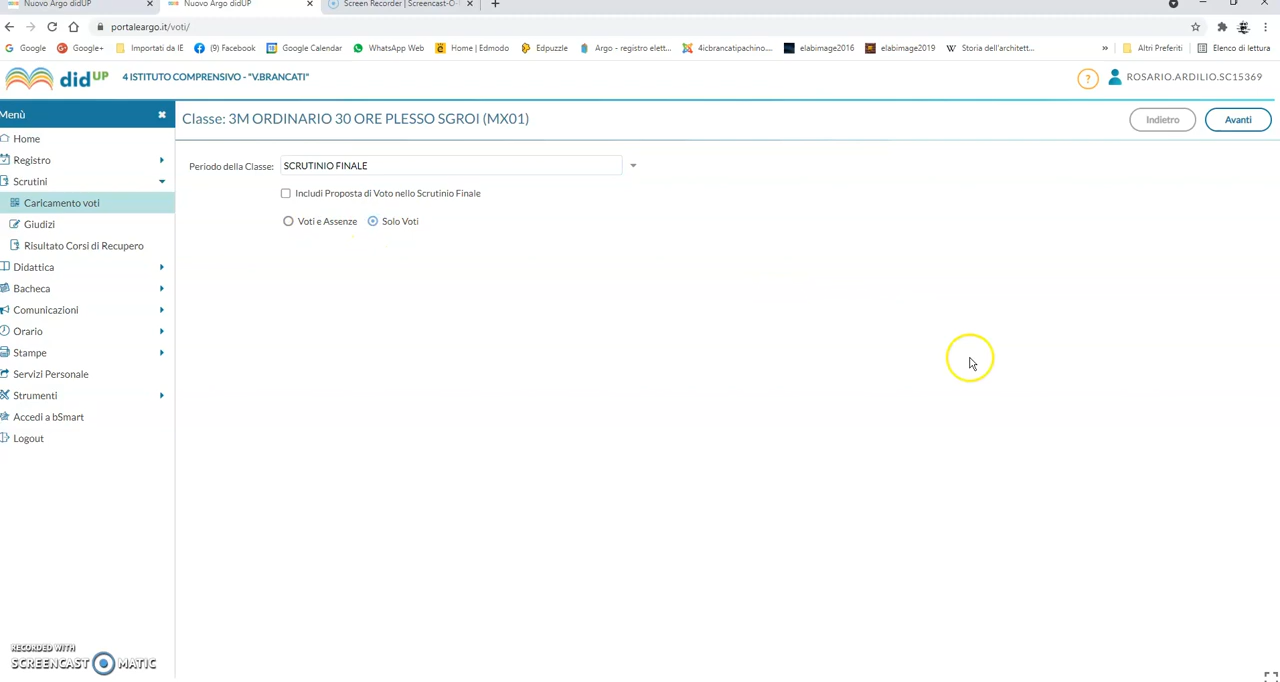 Nuovo Argo didUP
Nuovo Argo didUP
Screen Recorder | Screencast-O-
portaleargo.it/voti/
Google
Google+
Importati da IE
(9) Facebook
Google Calendar
WhatsApp Web
Home | Edmodo
Edpuzzle
Argo - registro elett...
4icbrancatipachino....
elabimage2016
elabimage2019
Storia dell'architett...
»
Altri Preferiti
Elenco di lettura
didUP
4 ISTITUTO COMPRENSIVO - "V.BRANCATI"
?
ROSARIO.ARDILIO.SC15369
Menù
Classe: 3M ORDINARIO 30 ORE PLESSO SGROI (MX01)
Indietro
Avanti
Home
Registro
Scrutini
Caricamento voti
Giudizi
Risultato Corsi di Recupero
Didattica
Bacheca
Comunicazioni
Orario
Stampe
Servizi Personale
Strumenti
Accedi a bSmart
Logout
Periodo della Classe: SCRUTINIO FINALE
Includi Proposta di Voto nello Scrutinio Finale
Voti e Assenze Solo Voti
RECORDED WITH
SCREENCAST MATIC